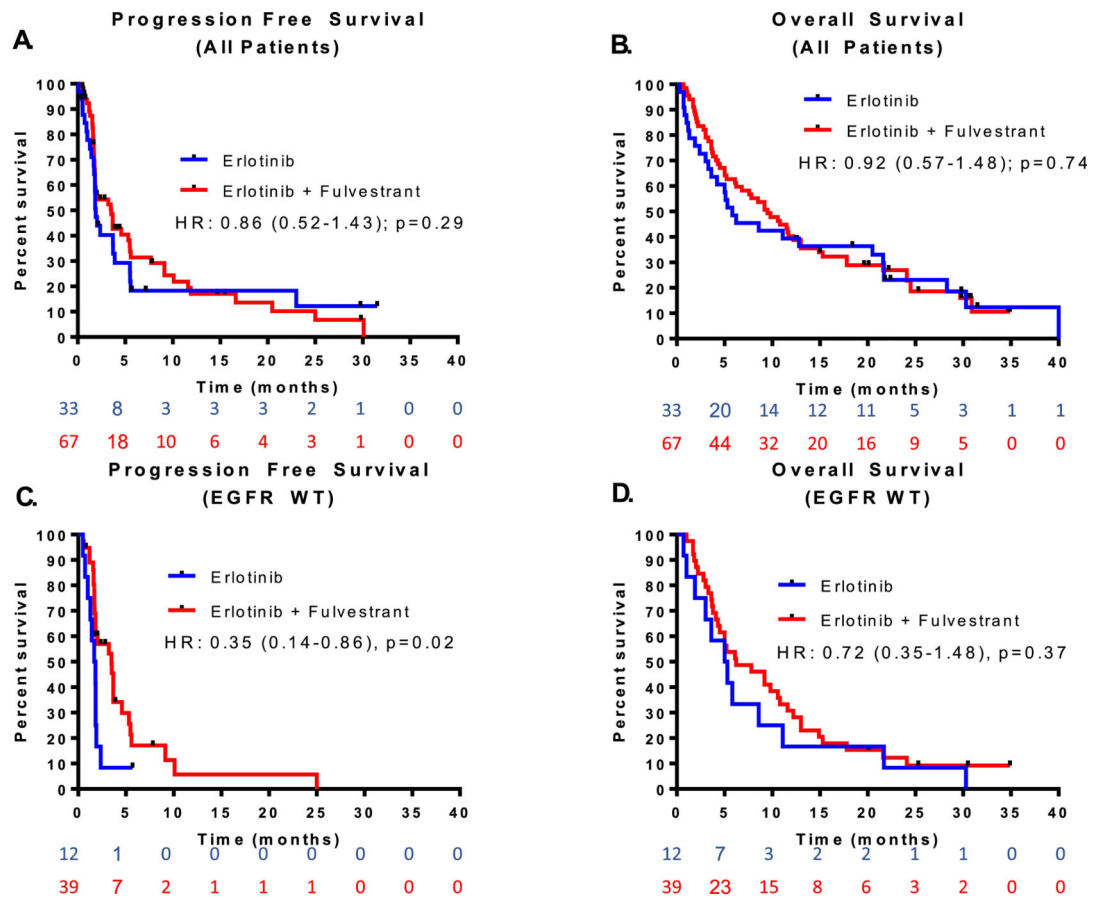 A.
Progression Free Survival
(All Patients)
Percent survival
100
90
80
70
60
50
40
30
20
10
0
Erlotinib
Erlotinib + Fulvestrant
HR: 0.86 (0.52-1.43); p=0.29
0 5 10 15 20 25 30 35 40
Time (months)
33 8 3 3 3 2 1 0 0
67 18 10 6 4 3 1 0 0
B.
Overall Survival
(All Patients)
Percent survival
100
90
80
70
60
50
40
30
20
10
0
Erlotinib
Erlotinib + Fulvestrant
HR: 0.92 (0.57-1.48); p=0.74
0 5 10 15 20 25 30 35 40
Time (months)
33 20 14 12 11 5 3 1 1
67 44 32 20 16 9 5 0 0
C.
Progression Free Survival
(EGFR WT)
Percent survival
100
90
80
70
60
50
40
30
20
10
0
Erlotinib
Erlotinib + Fulvestrant
HR: 0.35 (0.14-0.86), p=0.02
0 5 10 15 20 25 30 35 40
Time (months)
12 1 0 0 0 0 0 0 0
39 7 2 1 1 1 0 0 0
D.
Overall Survival
(EGFR WT)
Percent survival
100
90
80
70
60
50
40
30
20
10
0
Erlotinib
Erlotinib + Fulvestrant
HR: 0.72 (0.35-1.48), p=0.37
0 5 10 15 20 25 30 35 40
Time (months)
12 7 3 2 2 1 1 0 0
39 23 15 8 6 3 2 0 0